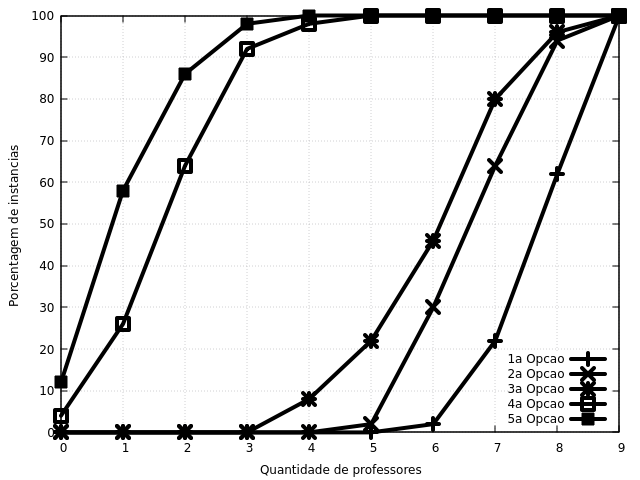 100
90
80
70
60
50
40
30
20
10
0
Porcentagem de instancias
1a Opcao
2a Opcao
3a Opcao
4a Opcao
5a Opcao
0 1 2 3 4 5 6 7 8 9
Quantidade de professores